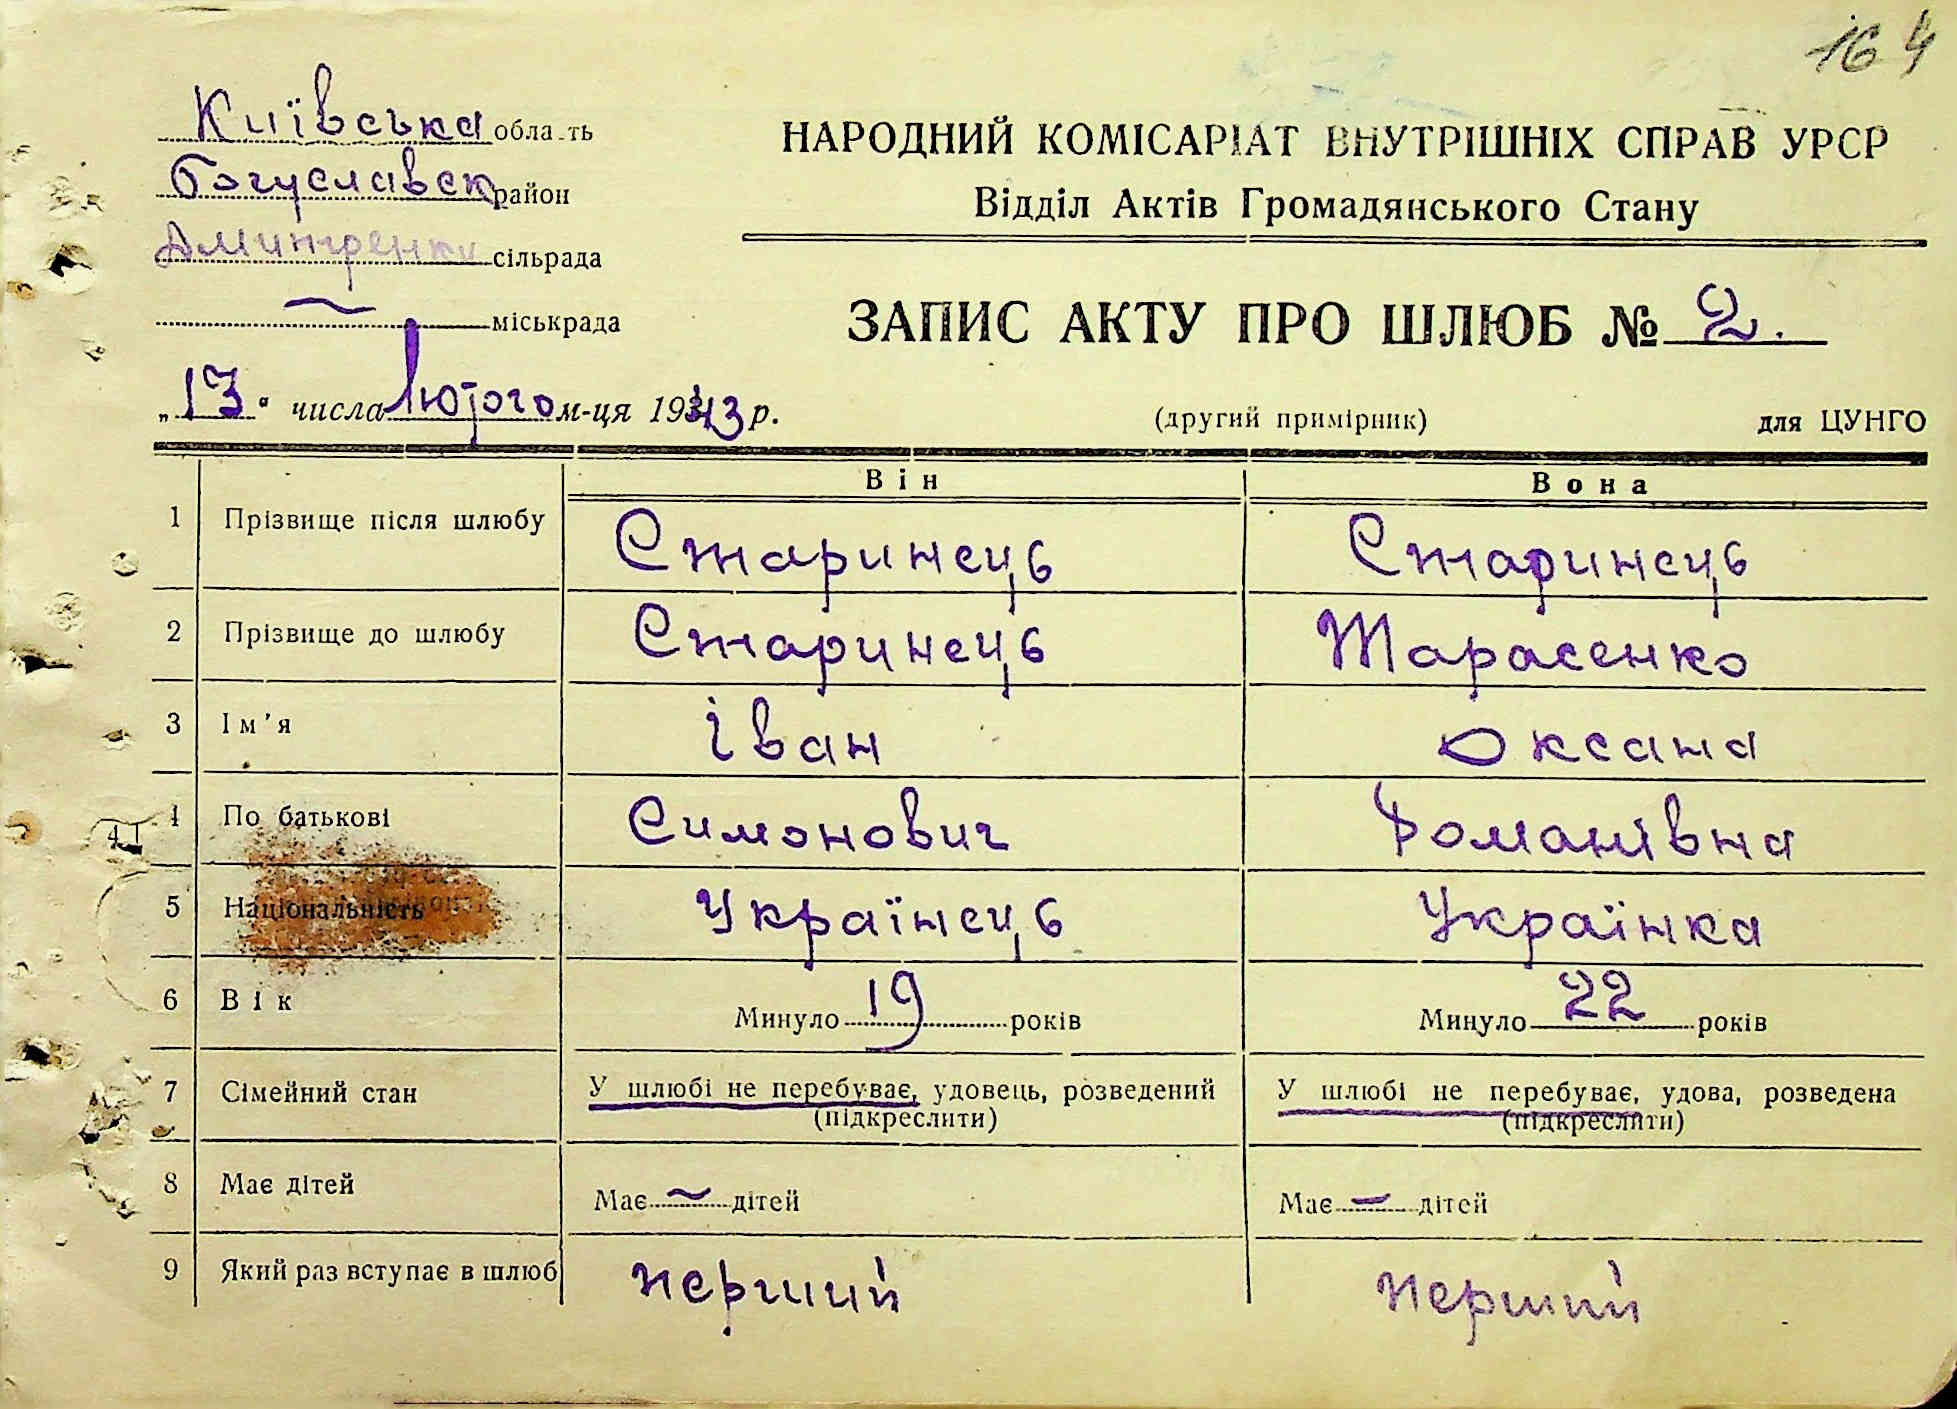 164
Київська область
НАРОДНИЙ КОМІСАРІАТ ВНУТРІШНІХ СПРАВ УРСР
Богуславськ район
Відділ Актів Громадянського Стану
Дмитренки сільрада
~ міськрада
ЗАПИС АКТУ ПРО ШЛЮБ № 2.
„13“ числа Лютого м-ця 1943 р.
(другий примірник)
для ЦУНГО
Він
Вона
1 Прізвище після шлюбу Старинець Старинець
2 Прізвище до шлюбу Старинець Тарасенко
3 Ім'я Іван Оксана
4 По батькові Симонович Романівна
5 Національність Українець Українка
6 Вік Минуло 19 років Минуло 22 років
7 Сімейний стан У шлюбі не перебуває, удовець, розведений У шлюбі не перебуває, удова, розведена
(підкреслити) (підкреслити)
8 Має дітей Має ~ дітей Має — дітей
9 Який раз вступає в шлюб перший перший